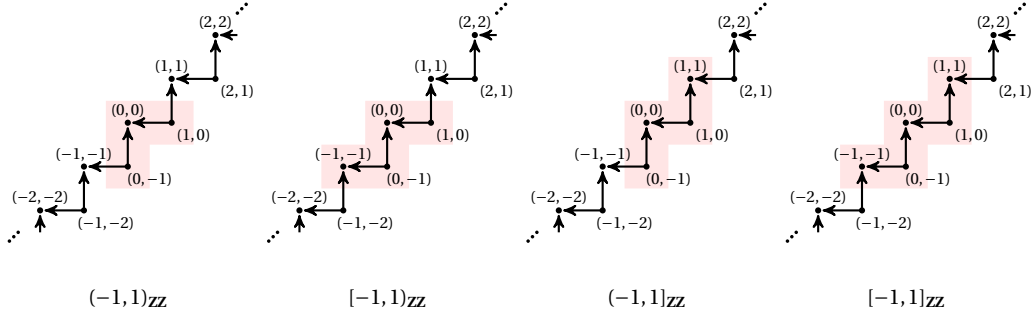 (2,2) (2,2) (2,2) (2,2)
(1,1) (1,1) (1,1) (1,1)
(2,1) (2,1) (2,1) (2,1)
(0,0) (0,0) (0,0) (0,0)
(1,0) (1,0) (1,0) (1,0)
(−1,−1) (−1,−1) (−1,−1) (−1,−1)
(0,−1) (0,−1) (0,−1) (0,−1)
(−2,−2) (−2,−2) (−2,−2) (−2,−2)
(−1,−2) (−1,−2) (−1,−2) (−1,−2)
(−1,1)ZZ [−1,1)ZZ (−1,1]ZZ [−1,1]ZZ